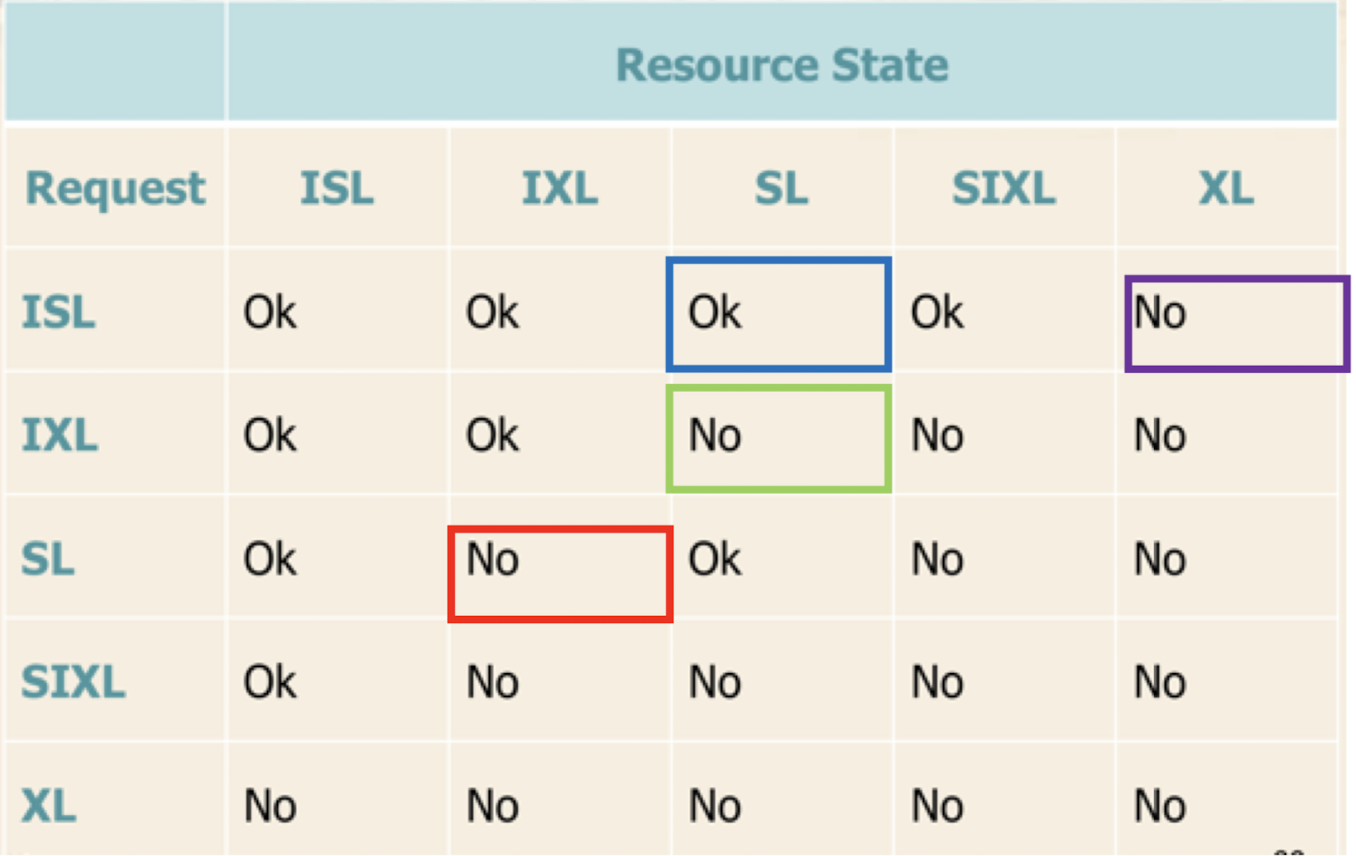 Resource State
Request ISL IXL SL SIXL XL
ISL Ok Ok Ok Ok No
IXL Ok Ok No No No
SL Ok No Ok No No
SIXL Ok No No No No
XL No No No No No